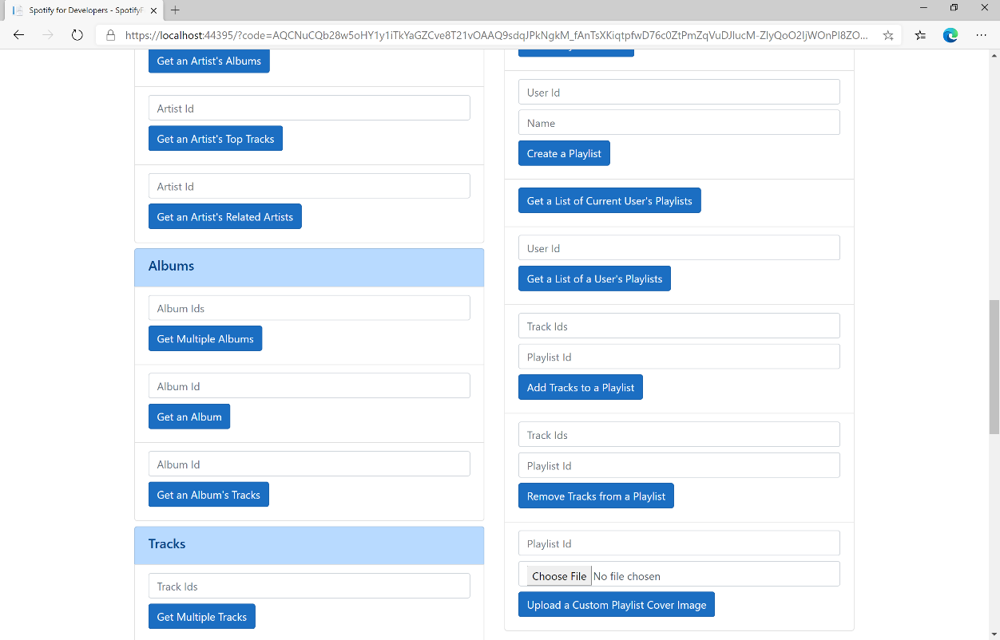 Spotify for Developers - SpotifyF
https://localhost:44395/?code=AQCNuCQb28w5oHY1y1iTkYaGZCve8T21vOAAQ9sdqJPkNgkM_fAnTsXKiqtpfwD76c0ZtPmZqVuDJlucM-ZlyQoO2IjWOnPI8ZO...
Get an Artist's Albums
Artist Id
Get an Artist's Top Tracks
Artist Id
Get an Artist's Related Artists
Albums
Album Ids
Get Multiple Albums
Album Id
Get an Album
Album Id
Get an Album's Tracks
Tracks
Track Ids
Get Multiple Tracks
User Id
Name
Create a Playlist
Get a List of Current User's Playlists
User Id
Get a List of a User's Playlists
Track Ids
Playlist Id
Add Tracks to a Playlist
Track Ids
Playlist Id
Remove Tracks from a Playlist
Playlist Id
Choose File No file chosen
Upload a Custom Playlist Cover Image